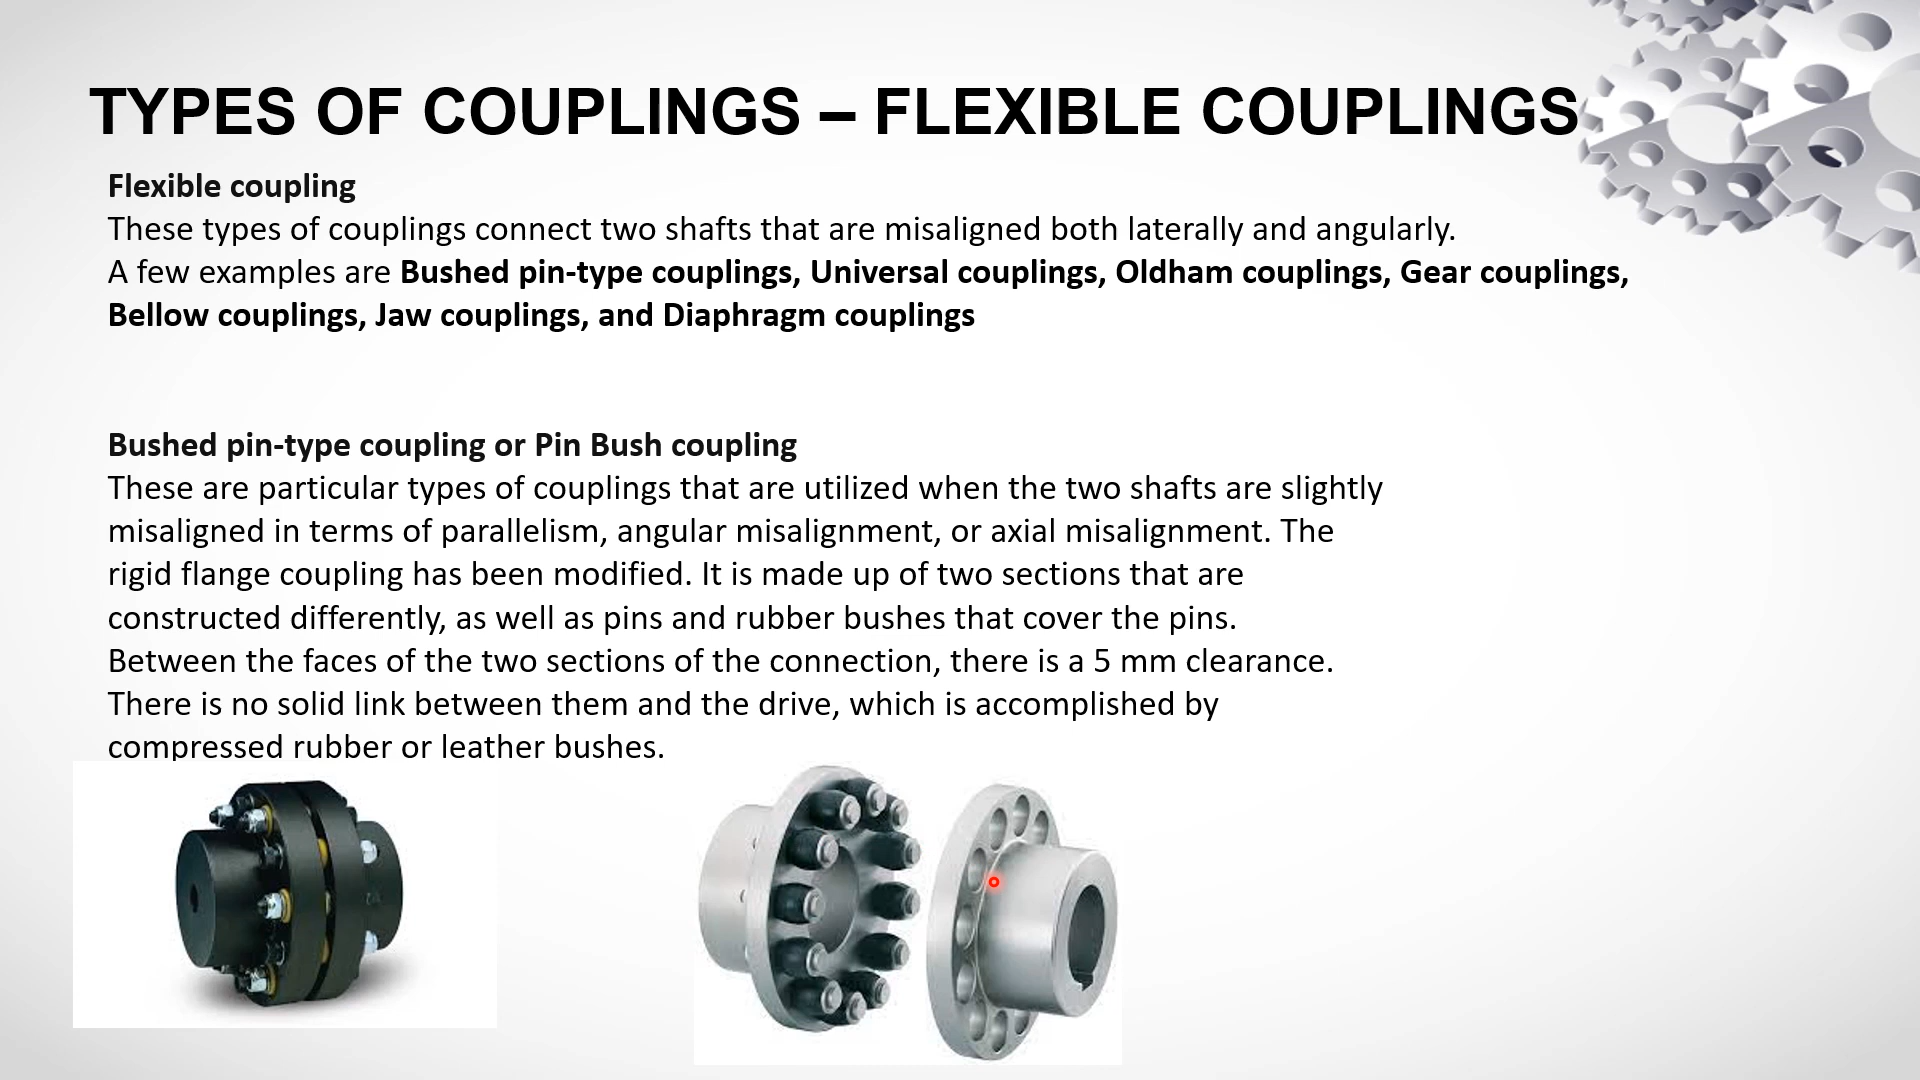 TYPES OF COUPLINGS – FLEXIBLE COUPLINGS
Flexible coupling
These types of couplings connect two shafts that are misaligned both laterally and angularly.
A few examples are Bushed pin-type couplings, Universal couplings, Oldham couplings, Gear couplings,
Bellow couplings, Jaw couplings, and Diaphragm couplings
Bushed pin-type coupling or Pin Bush coupling
These are particular types of couplings that are utilized when the two shafts are slightly
misaligned in terms of parallelism, angular misalignment, or axial misalignment. The
rigid flange coupling has been modified. It is made up of two sections that are
constructed differently, as well as pins and rubber bushes that cover the pins.
Between the faces of the two sections of the connection, there is a 5 mm clearance.
There is no solid link between them and the drive, which is accomplished by
compressed rubber or leather bushes.